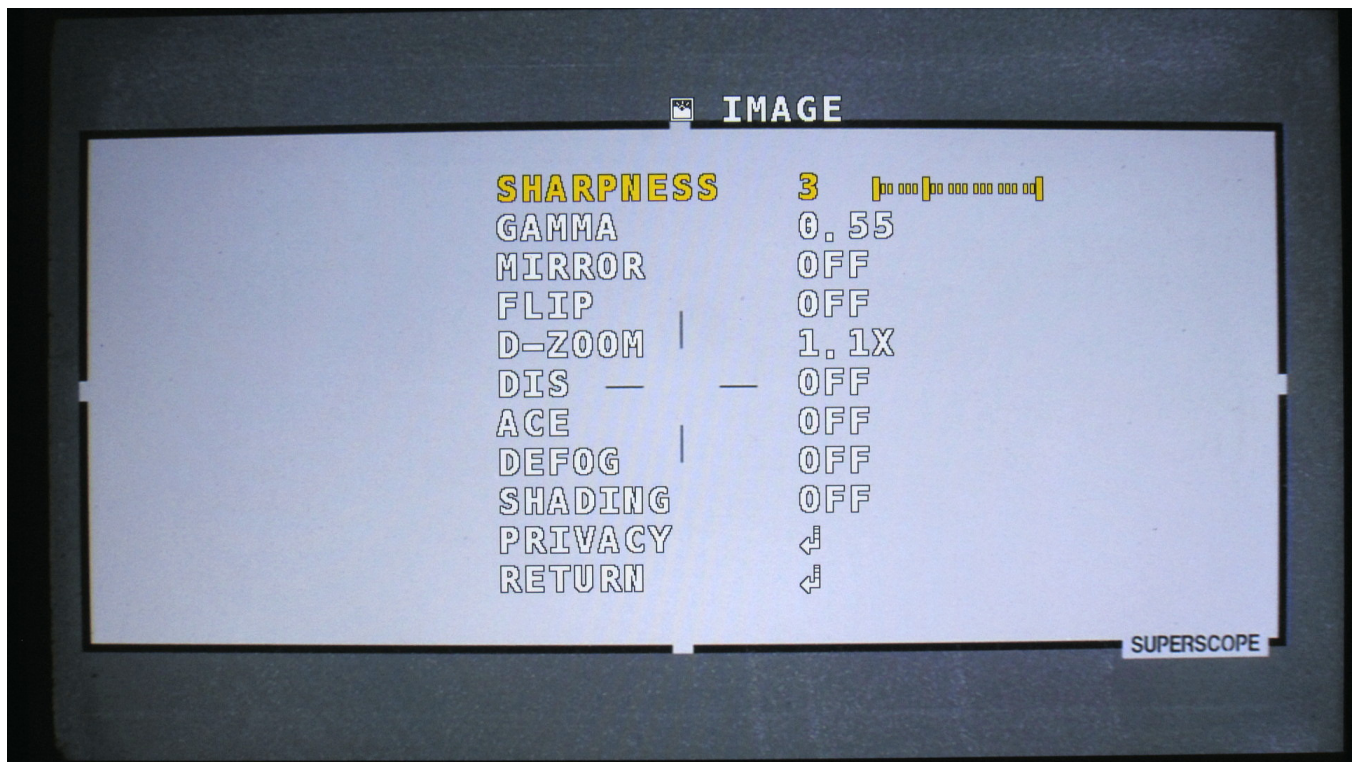 IMAGE
SHARPNESS 3
GAMMA 0.55
MIRROR OFF
FLIP OFF
D-ZOOM 1.1X
DIS OFF
ACE OFF
DEFOG OFF
SHADING OFF
PRIVACY ↲
RETURN ↲
SUPERSCOPE